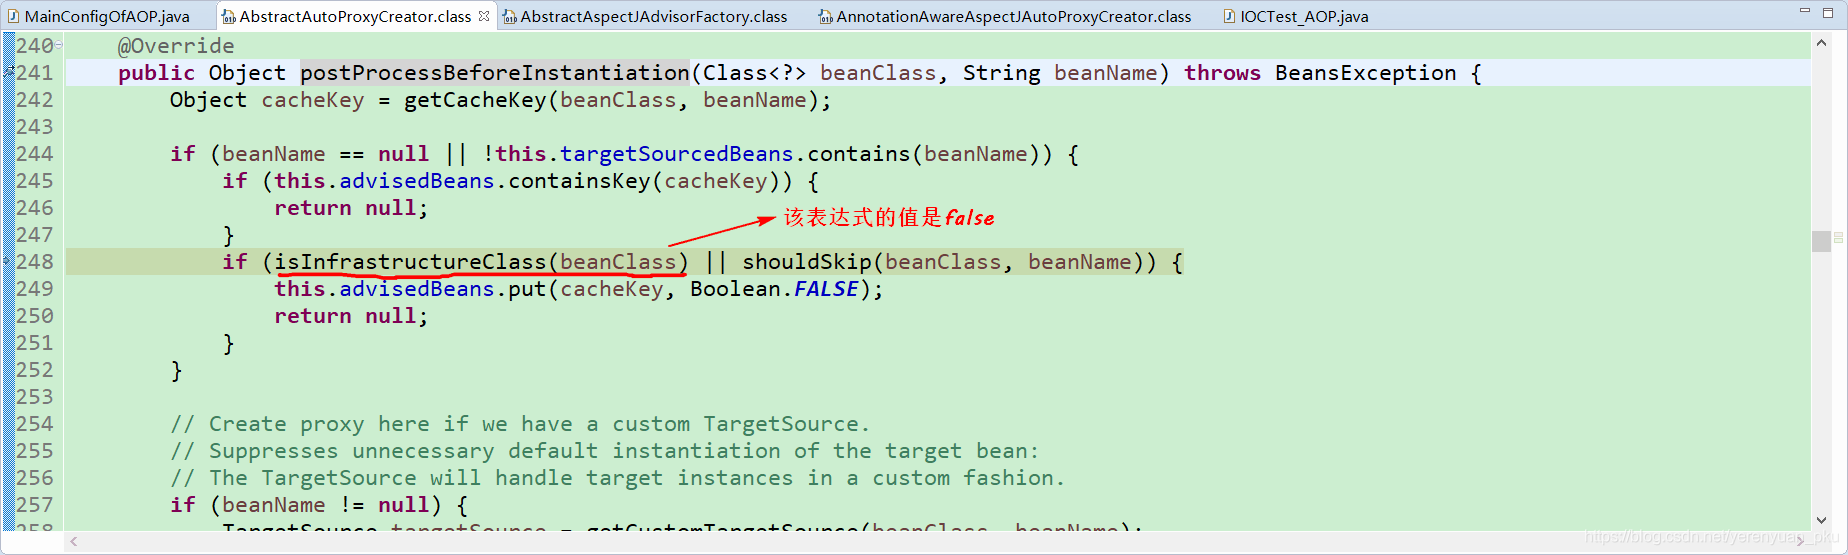 MainConfigOfAOP.java AbstractAutoProxyCreator.class AbstractAspectJAdvisorFactory.class AnnotationAwareAspectJAutoProxyCreator.class IOCTest_AOP.java
240 @Override
241 public Object postProcessBeforeInstantiation(Class<?> beanClass, String beanName) throws BeansException {
242 Object cacheKey = getCacheKey(beanClass, beanName);
243
244 if (beanName == null || !this.targetSourcedBeans.contains(beanName)) {
245 if (this.advisedBeans.containsKey(cacheKey)) {
246 return null;
该表达式的值是false
247 }
248 if (isInfrastructureClass(beanClass) || shouldSkip(beanClass, beanName)) {
249 this.advisedBeans.put(cacheKey, Boolean.FALSE);
250 return null;
251 }
252 }
253
254 // Create proxy here if we have a custom TargetSource.
255 // Suppresses unnecessary default instantiation of the target bean:
256 // The TargetSource will handle target instances in a custom fashion.
257 if (beanName != null) {
258 TargetSource targetSource = getCustomTargetSource(beanClass, beanName);
https://blog.csdn.net/yerenyuan_pku